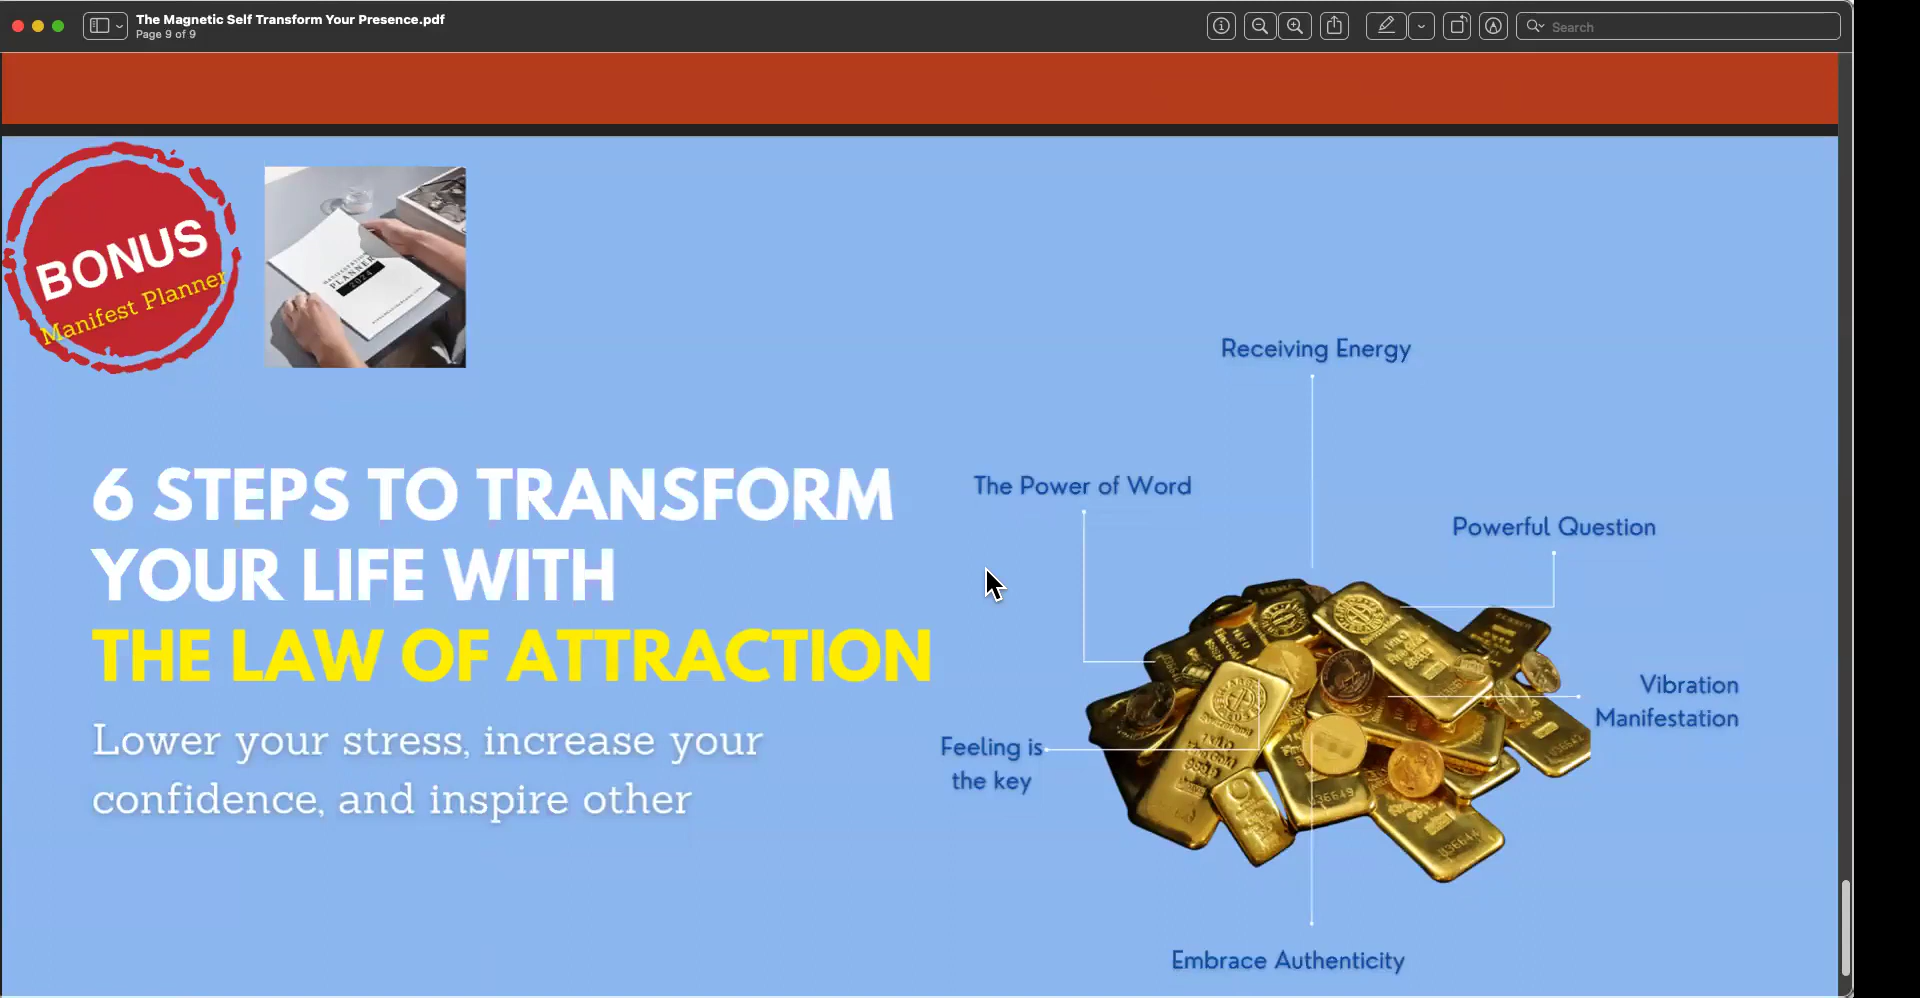 The Magnetic Self Transform Your Presence.pdf
Page 9 of 9
Search
BONUS
Manifest Planner
PLANNER
2024
Receiving Energy
The Power of Word
Powerful Question
6 STEPS TO TRANSFORM
YOUR LIFE WITH
THE LAW OF ATTRACTION
Lower your stress, increase your
confidence, and inspire other
Vibration
Manifestation
Feeling is
the key
Embrace Authenticity